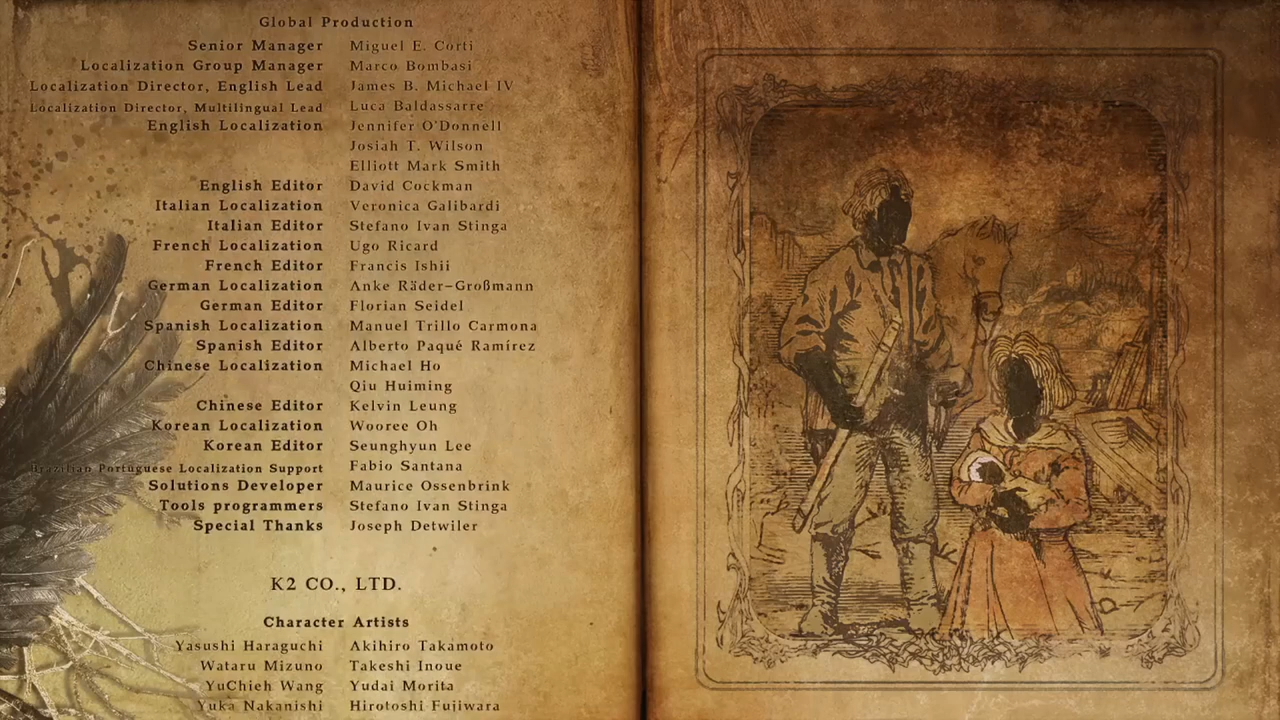 Global Production
Senior Manager Miguel E. Corti
Localization Group Manager Marco Bombasi
Localization Director, English Lead James B. Michael IV
Localization Director, Multilingual Lead Luca Baldassarre
English Localization Jennifer O'Donnell
Josiah T. Wilson
Elliott Mark Smith
English Editor David Cockman
Italian Localization Veronica Galibardi
Italian Editor Stefano Ivan Stinga
French Localization Ugo Ricard
French Editor Francis Ishii
German Localization Anke Räder-Großmann
German Editor Florian Seidel
Spanish Localization Manuel Trillo Carmona
Spanish Editor Alberto Paqué Ramírez
Chinese Localization Michael Ho
Qiu Huiming
Chinese Editor Kelvin Leung
Korean Localization Wooree Oh
Korean Editor Seunghyun Lee
Brazilian Portuguese Localization Support Fabio Santana
Solutions Developer Maurice Ossenbrink
Tools programmers Stefano Ivan Stinga
Special Thanks Joseph Detwiler
K2 CO., LTD.
Character Artists
Yasushi Haraguchi Akihiro Takamoto
Wataru Mizuno Takeshi Inoue
YuChieh Wang Yudai Morita
Yuka Nakanishi Hirotoshi Fujiwara